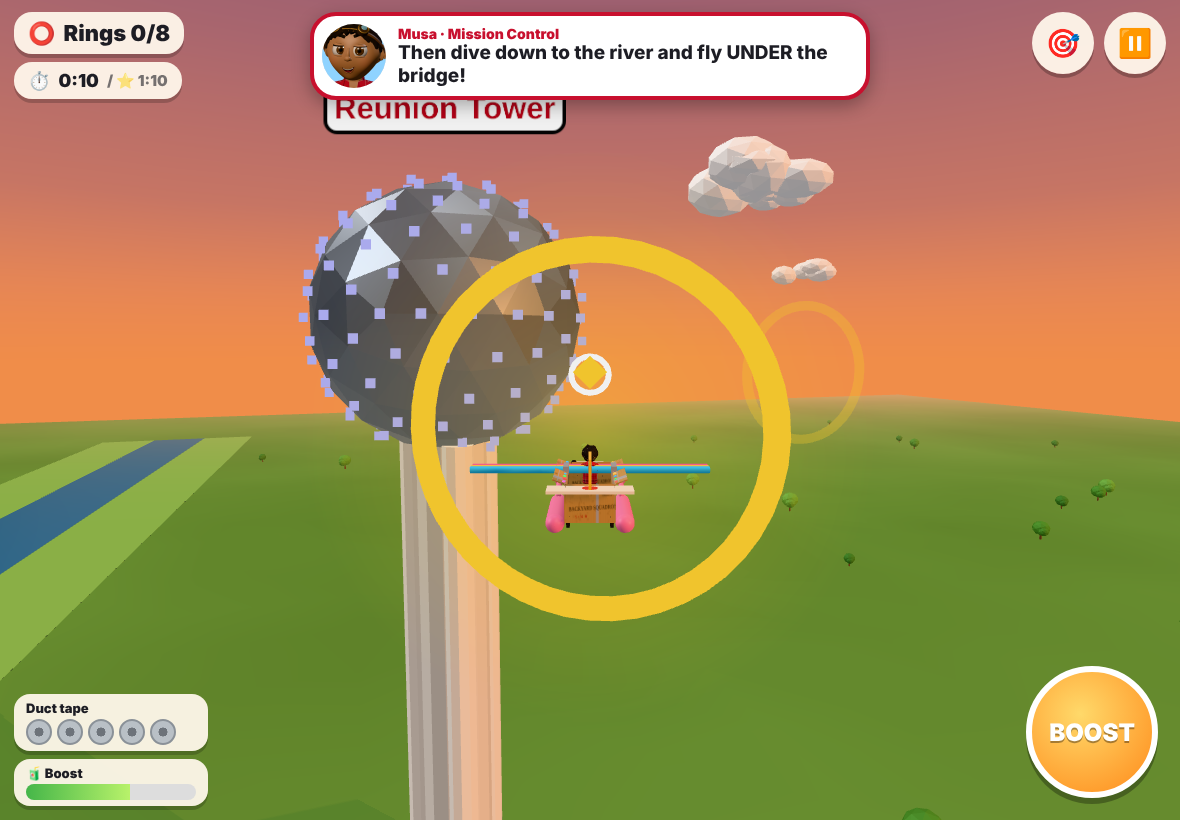 Rings 0/8
0:10 / 1:10
Musa · Mission Control
Then dive down to the river and fly UNDER the
bridge!
Reunion Tower
Duct tape
Boost
BOOST